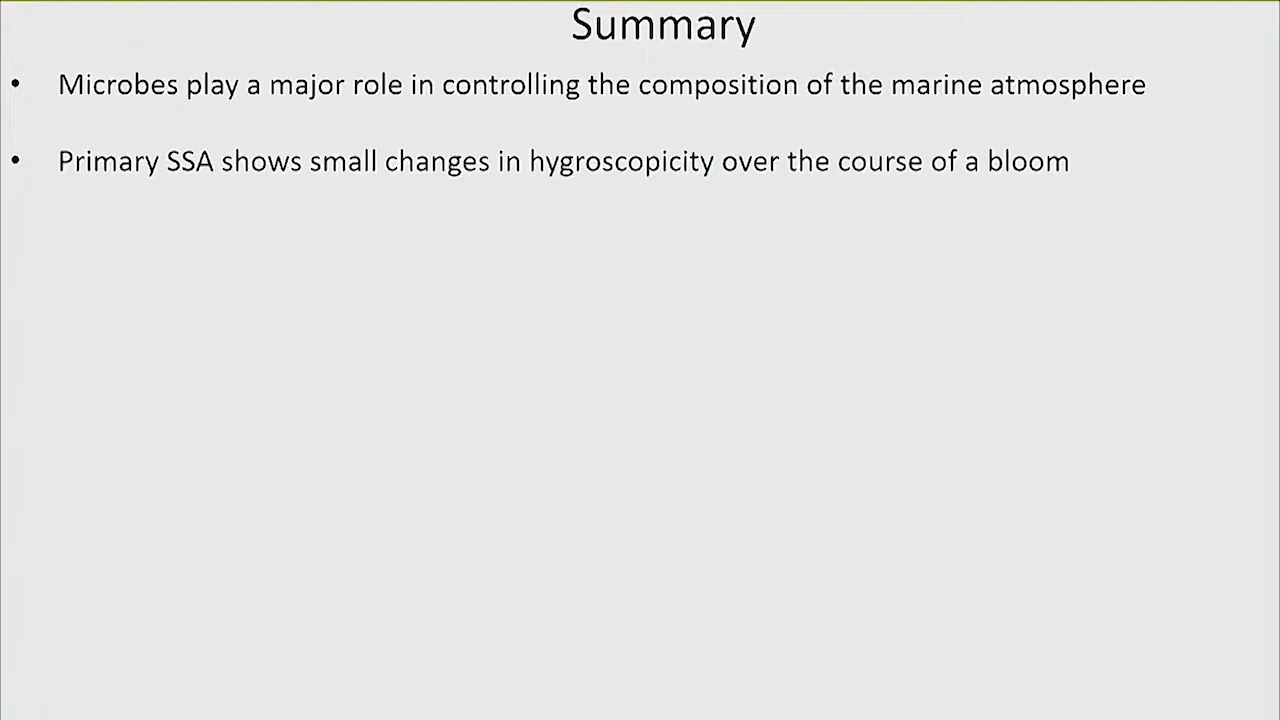 Summary
• Microbes play a major role in controlling the composition of the marine atmosphere
• Primary SSA shows small changes in hygroscopicity over the course of a bloom